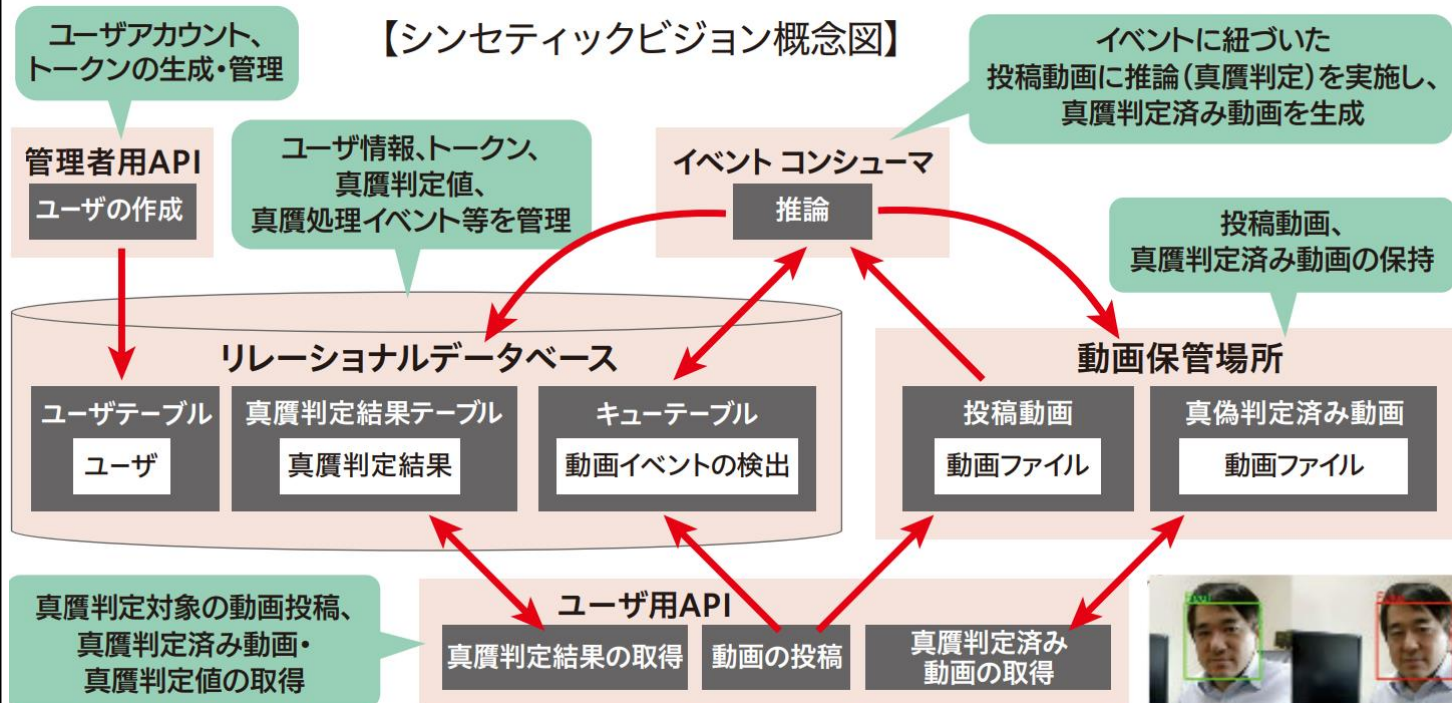 【シンセティックビジョン概念図】
ユーザアカウント、
トークンの生成・管理
管理者用API
ユーザの作成
ユーザ情報、トークン、
真贋判定値、
真贋処理イベント等を管理
イベント コンシューマ
推論
イベントに紐づいた
投稿動画に推論(真贋判定)を実施し、
真贋判定済み動画を生成
投稿動画、
真贋判定済み動画の保持
リレーショナルデータベース
ユーザテーブル
ユーザ
真贋判定結果テーブル
真贋判定結果
キューテーブル
動画イベントの検出
動画保管場所
投稿動画
動画ファイル
真偽判定済み動画
動画ファイル
真贋判定対象の動画投稿、
真贋判定済み動画・
真贋判定値の取得
ユーザ用API
真贋判定結果の取得
動画の投稿
真贋判定済み
動画の取得